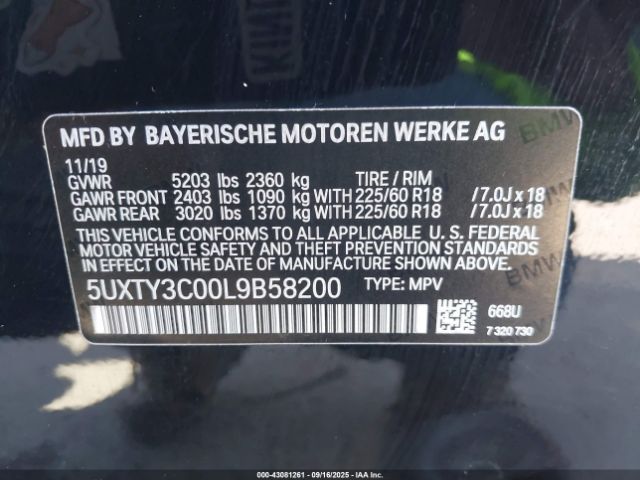 MFD BY BAYERISCHE MOTOREN WERKE AG
11/19
GVWR 5203 lbs 2360 kg TIRE / RIM
GAWR FRONT 2403 lbs 1090 kg WITH 225/60 R18 /7.0J x 18
GAWR REAR 3020 lbs 1370 kg WITH 225/60 R18 /7.0J x 18
THIS VEHICLE CONFORMS TO ALL APPLICABLE U. S. FEDERAL
MOTOR VEHICLE SAFETY AND THEFT PREVENTION STANDARDS
IN EFFECT ON THE DATE OF MANUFACTURE SHOWN ABOVE.
5UXTY3C00L9B58200 TYPE: MPV
668U
7 320 730
BMW
BMW
000-43081261 - 09/16/2025 - IAA Inc.